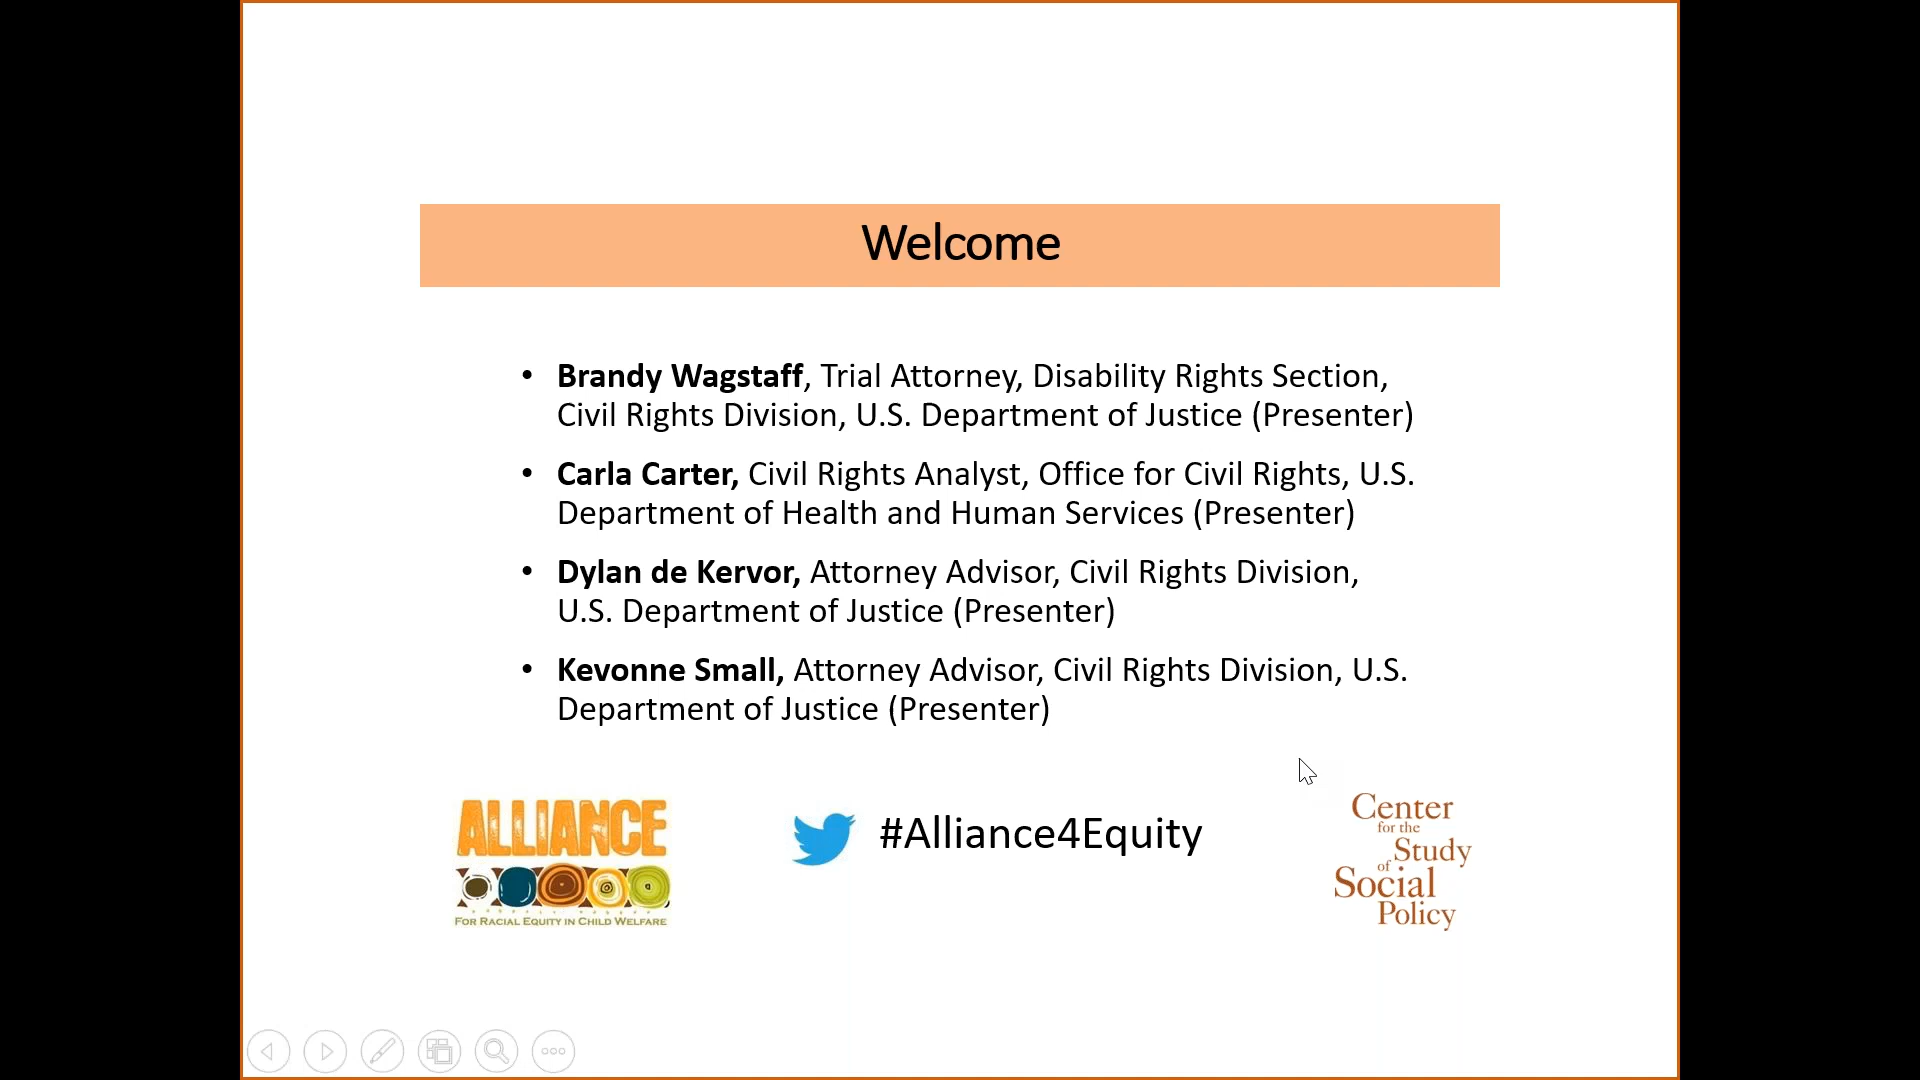 Welcome
• Brandy Wagstaff, Trial Attorney, Disability Rights Section,
Civil Rights Division, U.S. Department of Justice (Presenter)
• Carla Carter, Civil Rights Analyst, Office for Civil Rights, U.S.
Department of Health and Human Services (Presenter)
• Dylan de Kervor, Attorney Advisor, Civil Rights Division,
U.S. Department of Justice (Presenter)
• Kevonne Small, Attorney Advisor, Civil Rights Division, U.S.
Department of Justice (Presenter)
ALLIANCE
FOR RACIAL EQUITY IN CHILD WELFARE
#Alliance4Equity
Center
for the
Study
of
Social
Policy